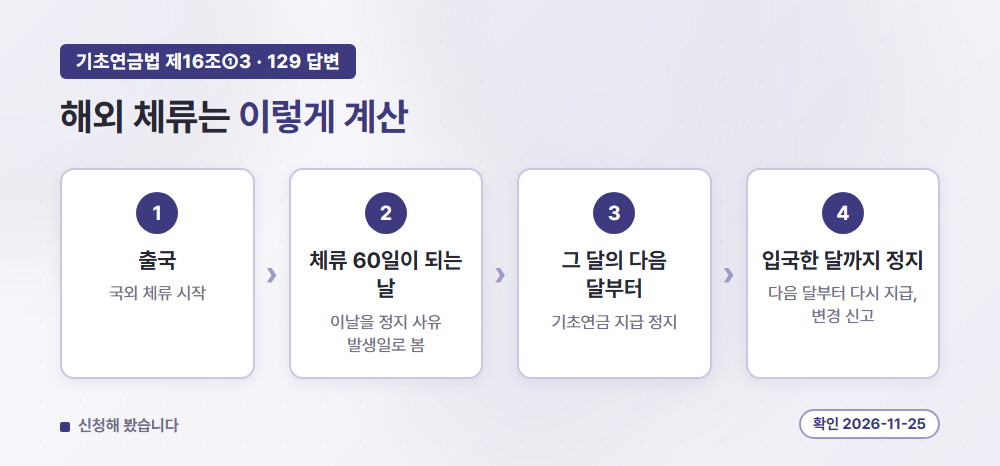 기초연금법 제16조①3 · 129 답변
해외 체류는 이렇게 계산
1
출국
국외 체류 시작
›
2
체류 60일이 되는
날
이날을 정지 사유
발생일로 봄
›
3
그 달의 다음
달부터
기초연금 지급 정지
›
4
입국한 달까지 정지
다음 달부터 다시 지급,
변경 신고
신청해 봤습니다
확인 2026-11-25